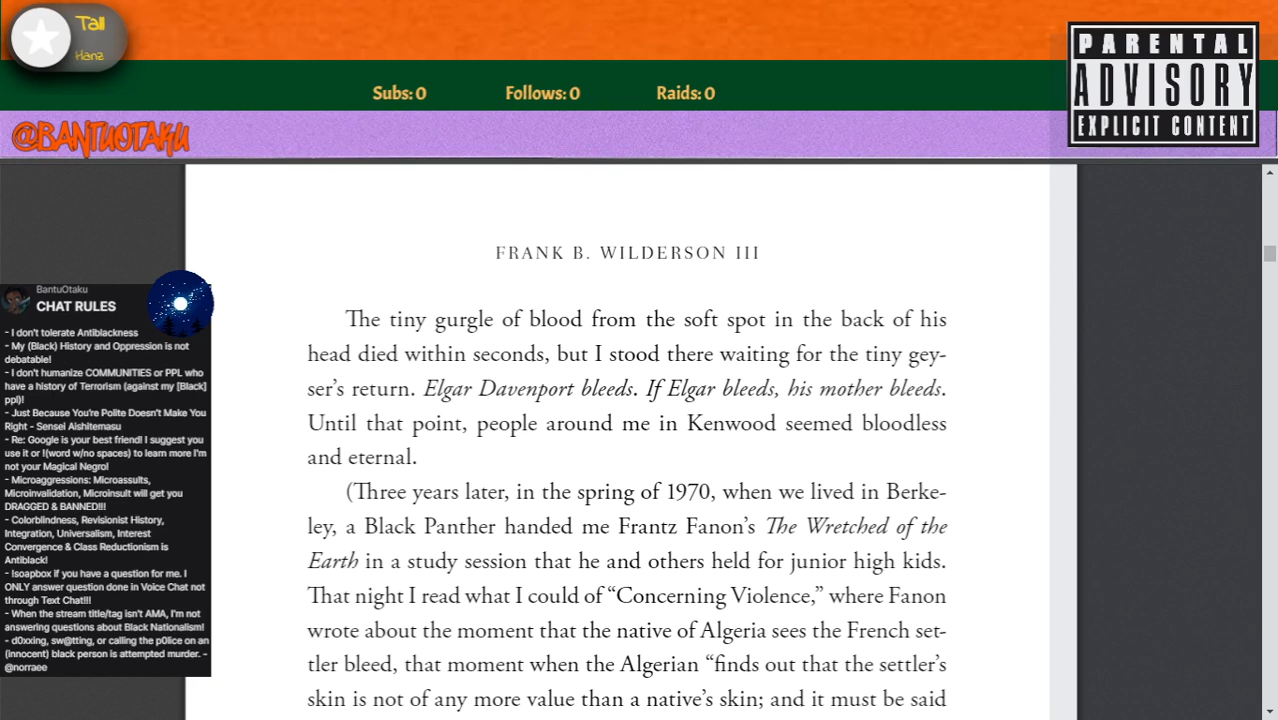 Tall
Hanz
PARENTAL
ADVISORY
EXPLICIT CONTENT
Subs: 0
Follows: 0
Raids: 0
@BANTUOTAKU
FRANK B. WILDERSON III
The tiny gurgle of blood from the soft spot in the back of his
head died within seconds, but I stood there waiting for the tiny gey-
ser's return. Elgar Davenport bleeds. If Elgar bleeds, his mother bleeds.
Until that point, people around me in Kenwood seemed bloodless
and eternal.
(Three years later, in the spring of 1970, when we lived in Berke-
ley, a Black Panther handed me Frantz Fanon's The Wretched of the
Earth in a study session that he and others held for junior high kids.
That night I read what I could of "Concerning Violence," where Fanon
wrote about the moment that the native of Algeria sees the French set-
tler bleed, that moment when the Algerian "finds out that the settler's
skin is not of any more value than a native's skin; and it must be said
BantuOtaku
CHAT RULES
- I don't tolerate Antiblackness
- My (Black) History and Oppression is not
debatable!
- I don't humanize COMMUNITIES or PPL who
have a history of Terrorism (against my [Black]
ppl)!
- Just Because You're Polite Doesn't Make You
Right - Sensei Aishitemasu
- Re: Google is your best friend! I suggest you
use it or !(word w/no spaces) to learn more I'm
not your Magical Negro!
- Microaggressions: Microassults,
Microinvalidation, Microinsult will get you
DRAGGED & BANNED!!!
- Colorblindness, Revisionist History,
Integration, Universalism, Interest
Convergence & Class Reductionism is
Antiblack!
- !soapbox if you have a question for me. I
ONLY answer question done in Voice Chat not
through Text Chat!!!
- When the stream title/tag isn't AMA, I'm not
answering questions about Black Nationalism!
- d0xxing, sw@tting, or calling the p0lice on an
(innocent) black person is attempted murder. -
@norraee